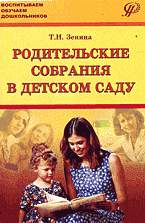 ВОСПИТЫВАЕМ
ОБУЧАЕМ
ДОШКОЛЬНИКОВ
Т.Н. Зенина
РОДИТЕЛЬСКИЕ
СОБРАНИЯ
В ДЕТСКОМ САДУ